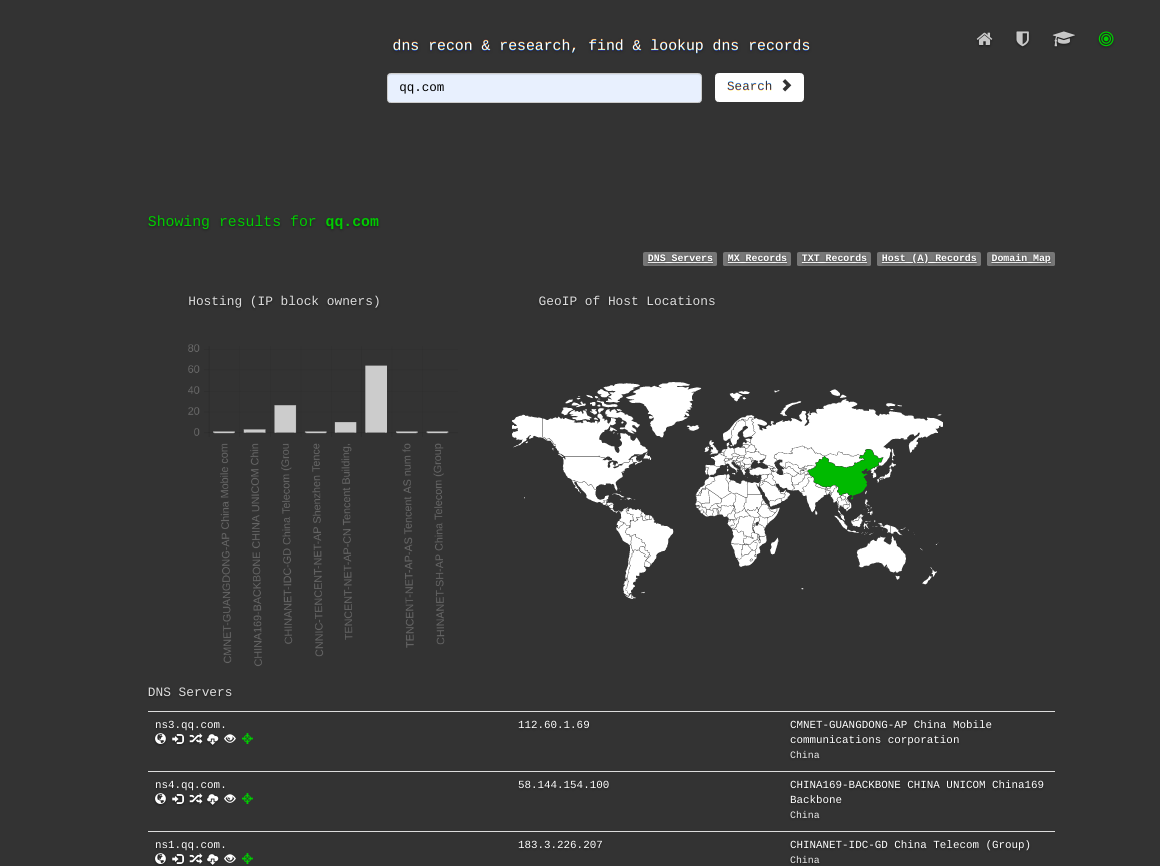 dns recon & research, find & lookup dns records
qq.com
Search
Showing results for qq.com
DNS Servers MX Records TXT Records Host (A) Records Domain Map
Hosting (IP block owners)
GeoIP of Host Locations
80
60
40
20
0
CMNET-GUANGDONG-AP China Mobile com
CHINA169-BACKBONE CHINA UNICOM Chin
CHINANET-IDC-GD China Telecom (Grou
CNNIC-TENCENT-NET-AP Shenzhen Tence
TENCENT-NET-AP-CN Tencent Building,
TENCENT-NET-AP-AS Tencent AS num fo
CHINANET-SH-AP China Telecom (Group
DNS Servers
ns3.qq.com. 112.60.1.69 CMNET-GUANGDONG-AP China Mobile
communications corporation
China
ns4.qq.com. 58.144.154.100 CHINA169-BACKBONE CHINA UNICOM China169
Backbone
China
ns1.qq.com. 183.3.226.207 CHINANET-IDC-GD China Telecom (Group)
China